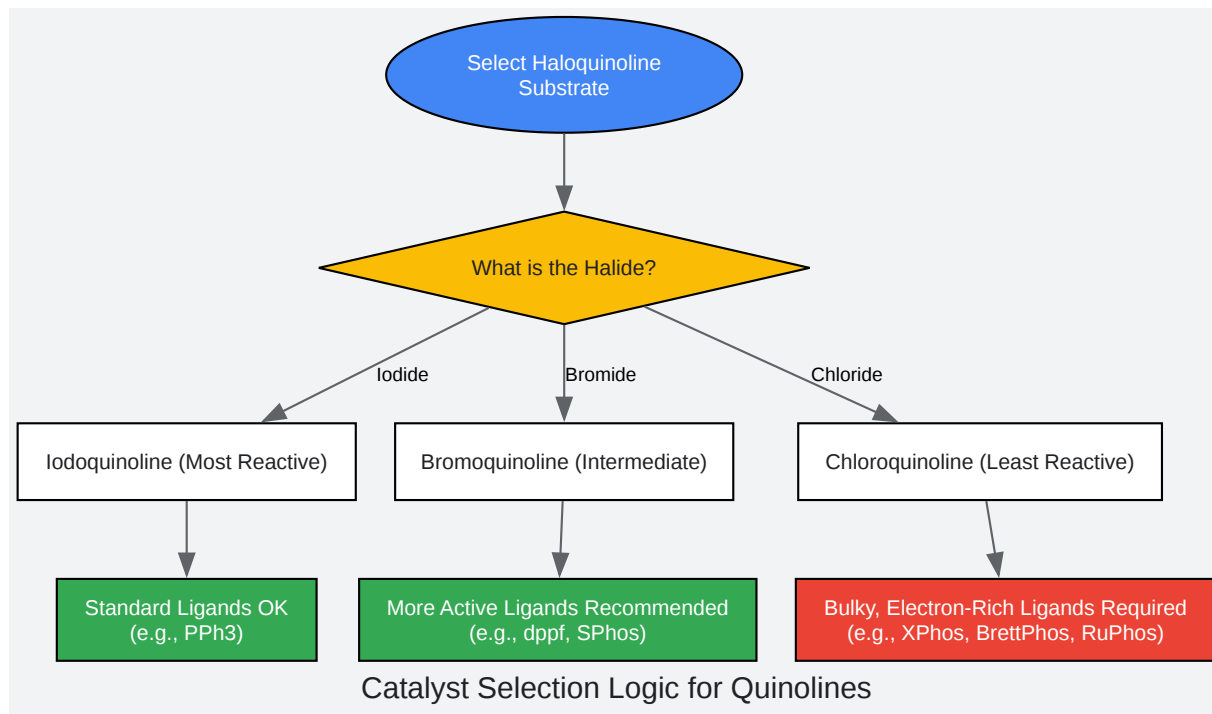 Select Haloquinoline
Substrate
What is the Halide?
Iodide
Bromide
Chloride
Iodoquinoline (Most Reactive)
Bromoquinoline (Intermediate)
Chloroquinoline (Least Reactive)
Standard Ligands OK
(e.g., PPh3)
More Active Ligands Recommended
(e.g., dppf, SPhos)
Bulky, Electron-Rich Ligands Required
(e.g., XPhos, BrettPhos, RuPhos)
Catalyst Selection Logic for Quinolines